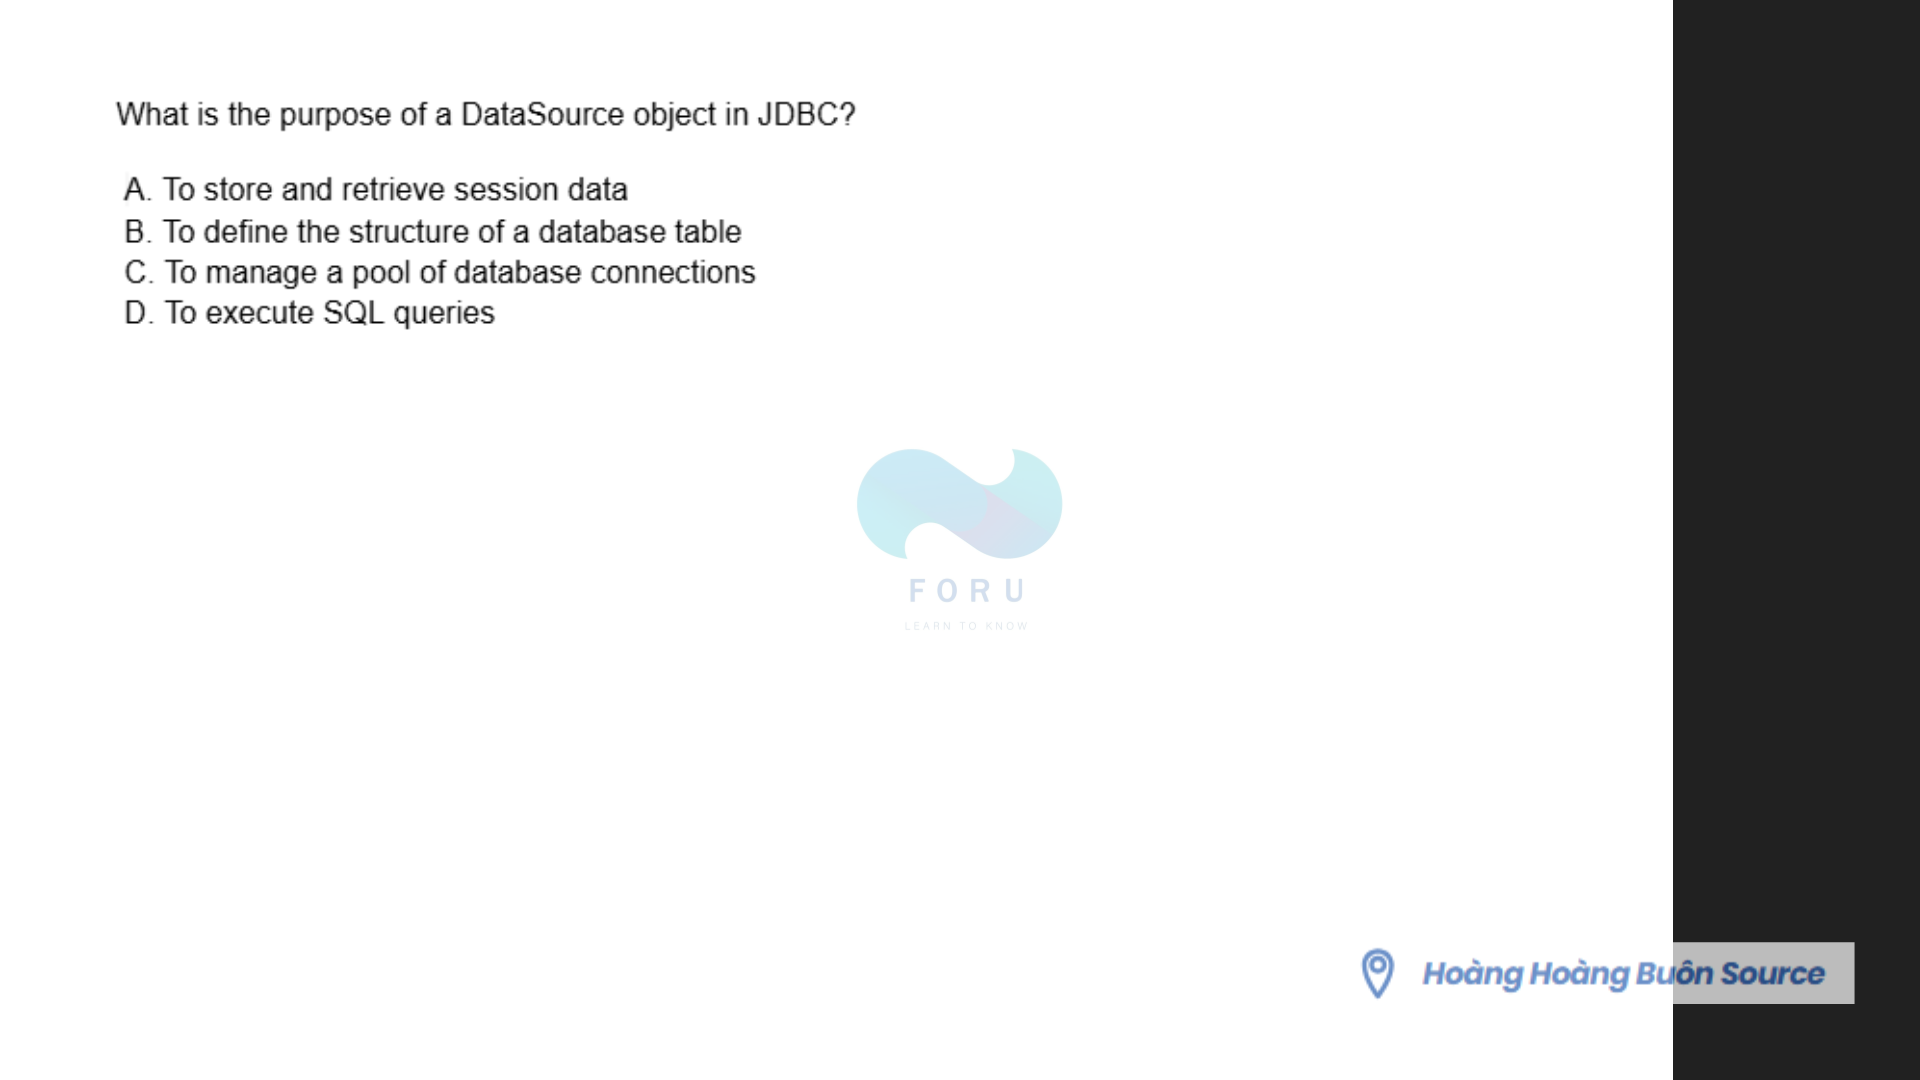 What is the purpose of a DataSource object in JDBC?
A. To store and retrieve session data
B. To define the structure of a database table
C. To manage a pool of database connections
D. To execute SQL queries
FORU
LEARN TO KNOW
Hoàng Hoàng Buôn Source